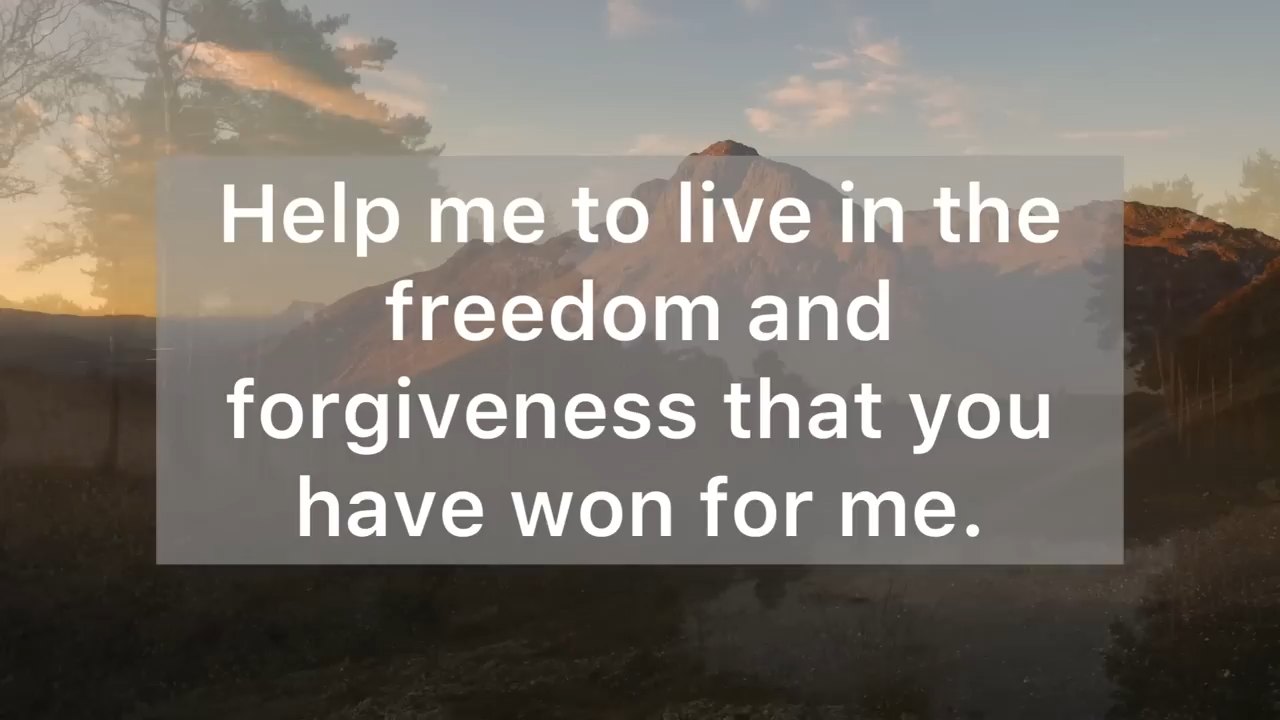 Help me to live in the
freedom and
forgiveness that you
have won for me.